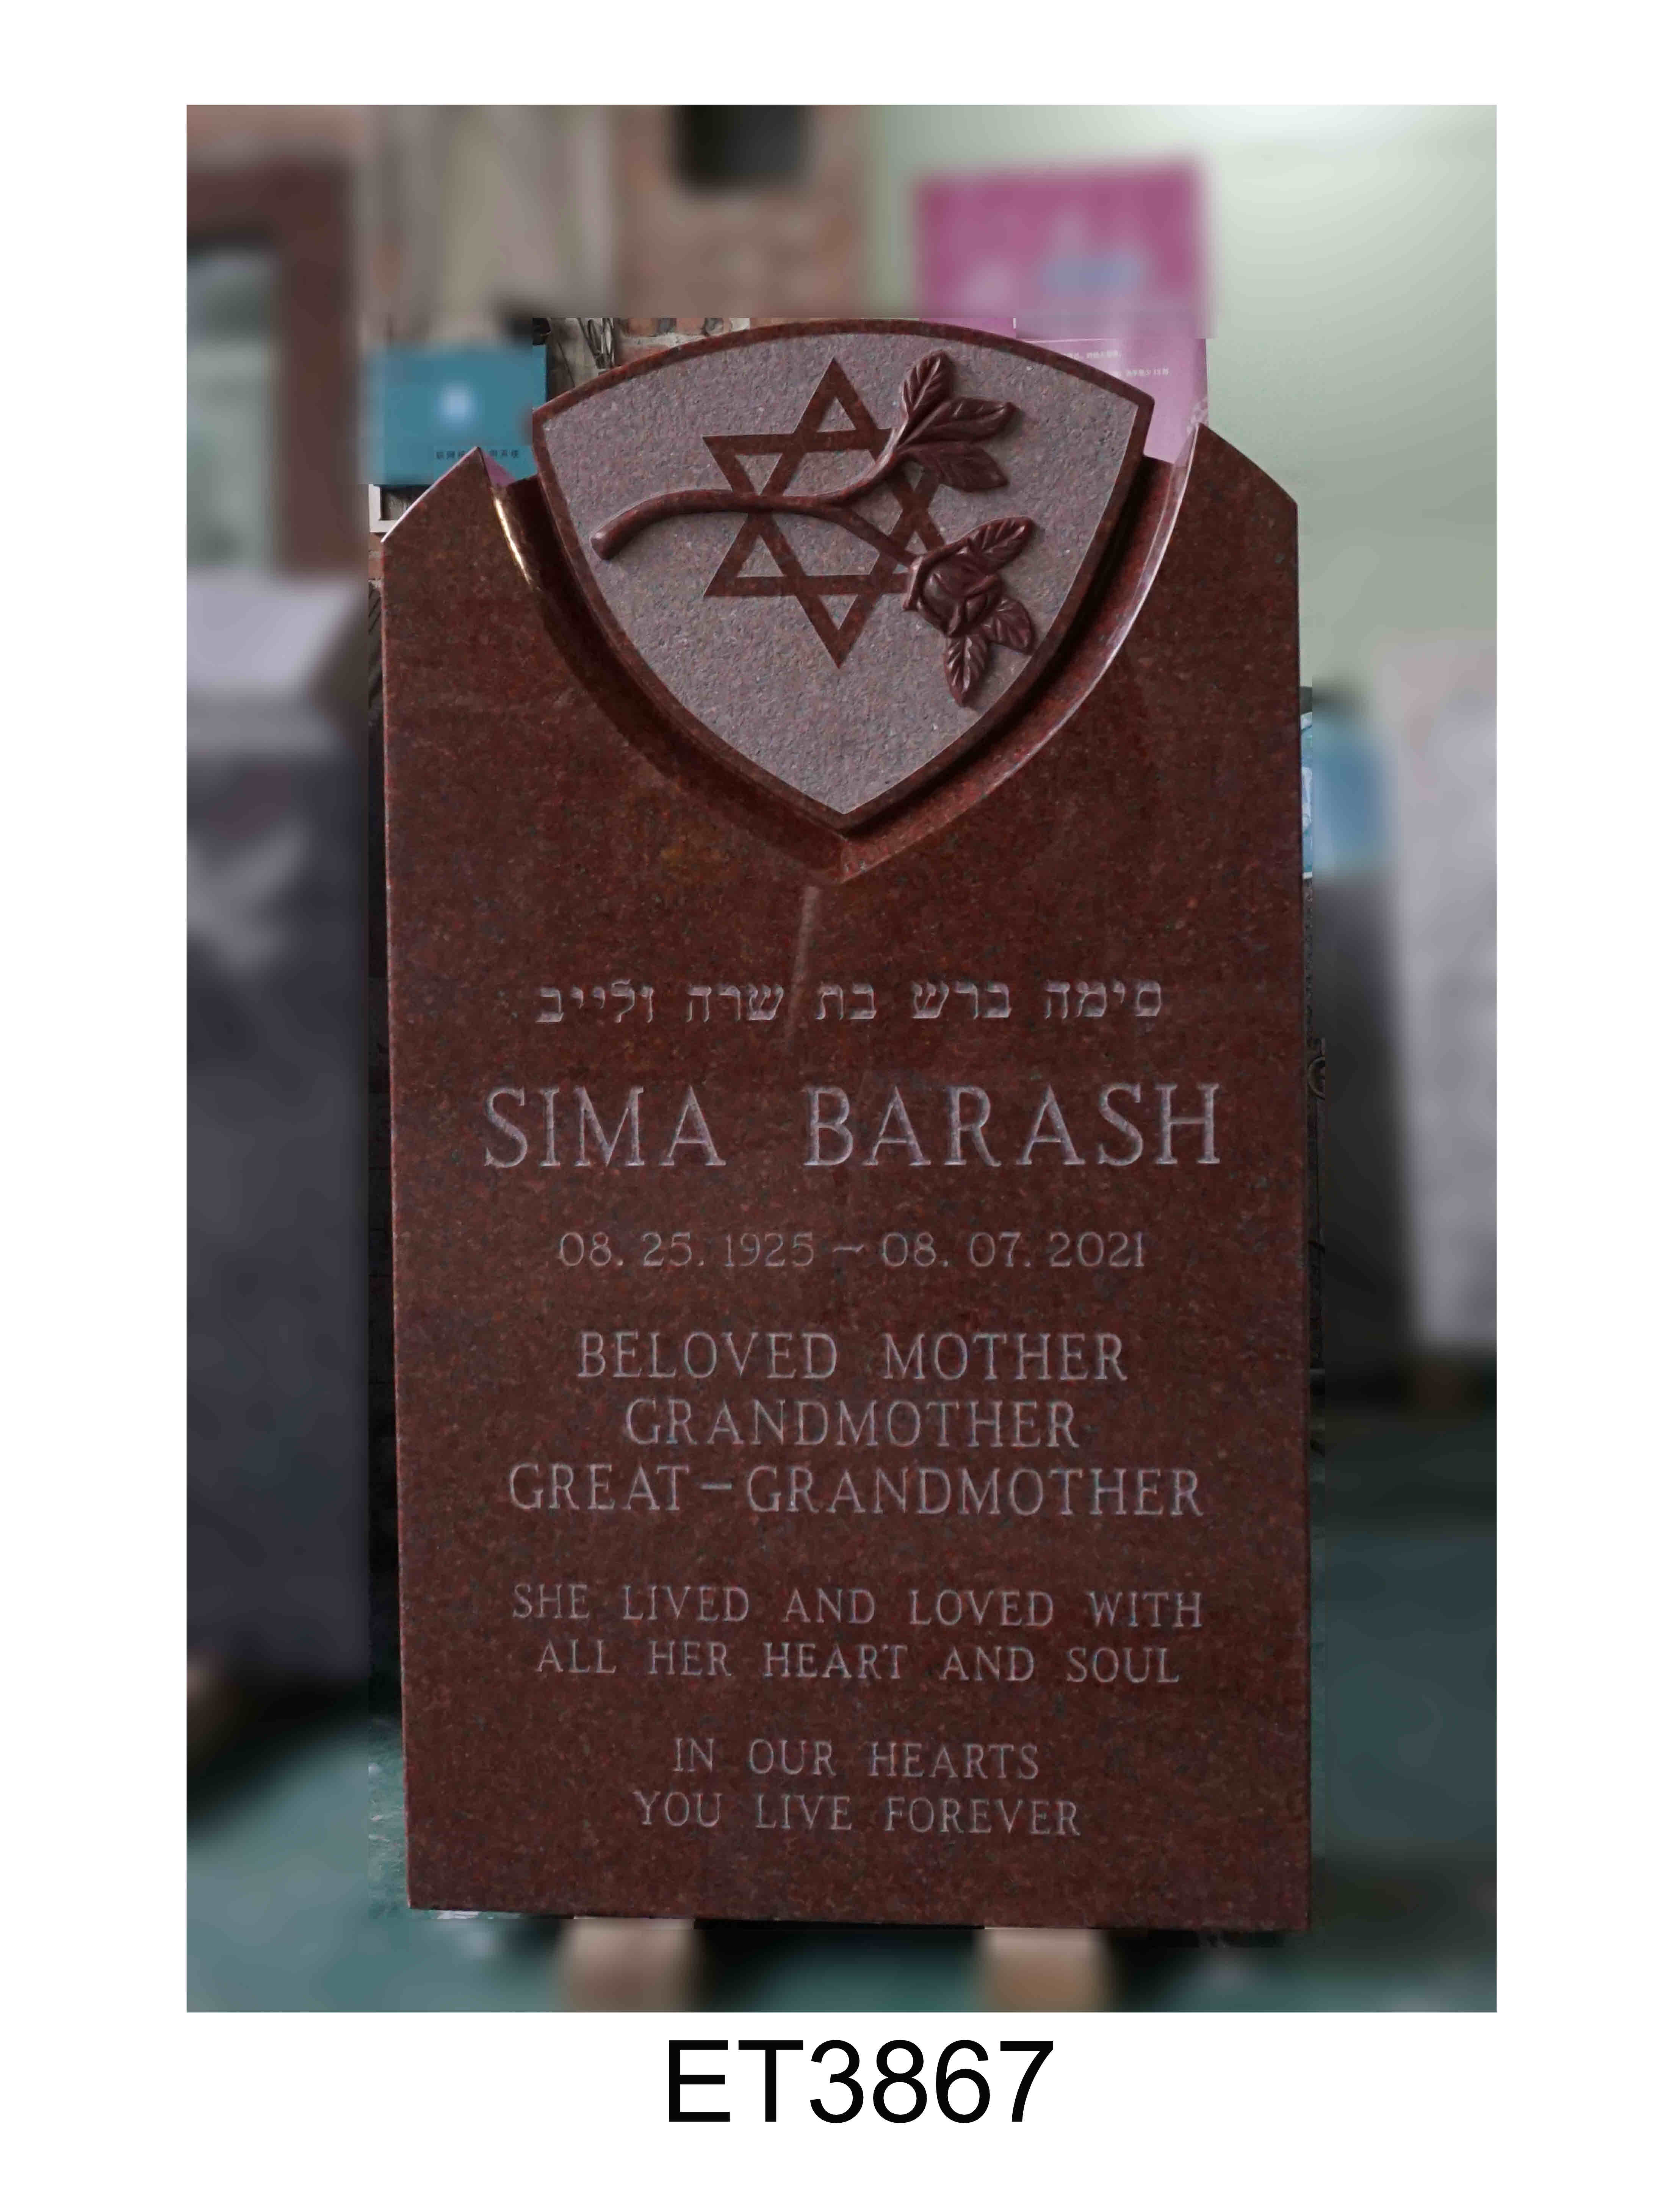 סימה ברש בת שרה ולייב
SIMA BARASH
08. 25. 1925 – 08. 07. 2021
BELOVED MOTHER
GRANDMOTHER
GREAT-GRANDMOTHER
SHE LIVED AND LOVED WITH
ALL HER HEART AND SOUL
IN OUR HEARTS
YOU LIVE FOREVER
ET3867